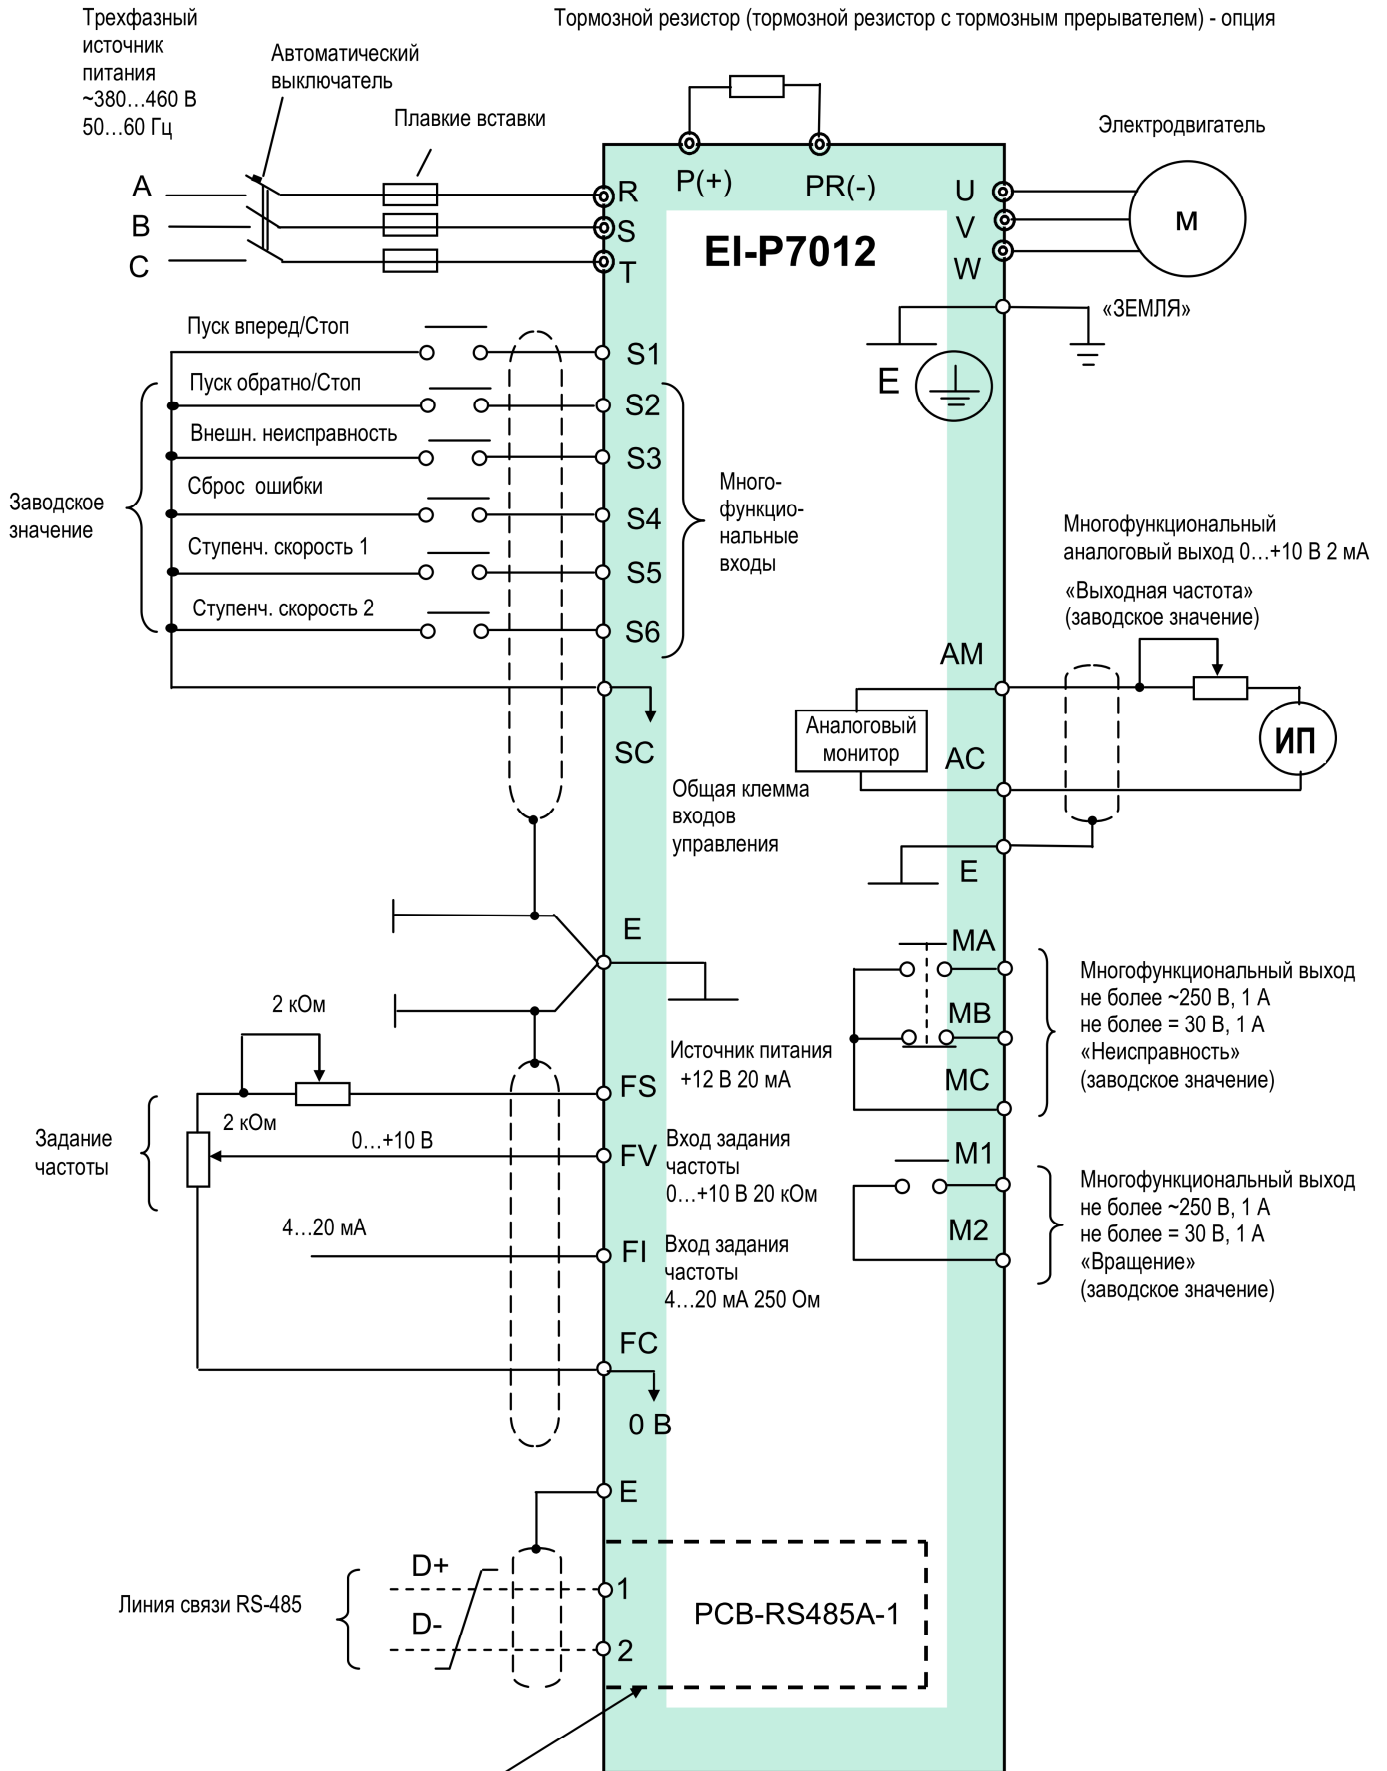 Трехфазный
источник
питания
~380…460 В
50…60 Гц
Тормозной резистор (тормозной резистор с тормозным прерывателем) - опция
Автоматический
выключатель
Плавкие вставки
Электродвигатель
P(+)
PR(-)
A
B
C
R
S
T
EI-P7012
U
V
W
М
«ЗЕМЛЯ»
E
Пуск вперед/Стоп
S1
Пуск обратно/Стоп
S2
Внешн. неисправность
S3
Сброс ошибки
S4
Ступенч. скорость 1
S5
Ступенч. скорость 2
S6
Заводское
значение
Много-
функцио-
нальные
входы
SC
Общая клемма
входов
управления
Многофункциональный
аналоговый выход 0…+10 В 2 мА
«Выходная частота»
(заводское значение)
AM
Аналоговый
монитор
AC
ИП
E
E
MA
MB
MC
Многофункциональный выход
не более ~250 В, 1 А
не более = 30 В, 1 А
«Неисправность»
(заводское значение)
2 кОм
Источник питания
+12 В 20 мА
FS
2 кОм
Задание
частоты
0…+10 В
FV
Вход задания
частоты
0…+10 В 20 кОм
M1
M2
Многофункциональный выход
не более ~250 В, 1 А
не более = 30 В, 1 А
«Вращение»
(заводское значение)
4…20 мА
FI
Вход задания
частоты
4…20 мА 250 Ом
FC
0 В
E
D+
1
Линия связи RS-485
D-
2
PCB-RS485A-1